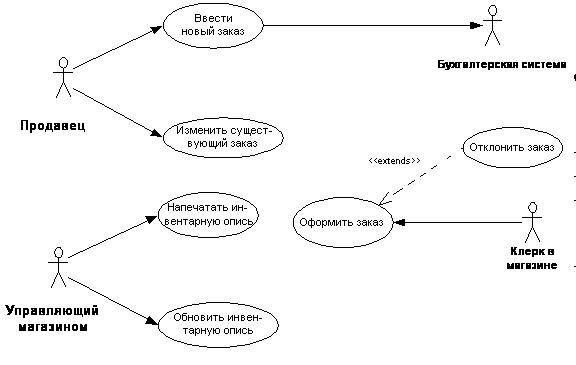 Ввести
новый заказ
Бухгалтерская система
Продавец
Изменить сущест-
вующий заказ
<<extends>>
Отклонить заказ
Напечатать ин-
вентарную опись
Оформить заказ
Клерк в
магазине
Управляющий
магазином
Обновить инвен-
тарную опись